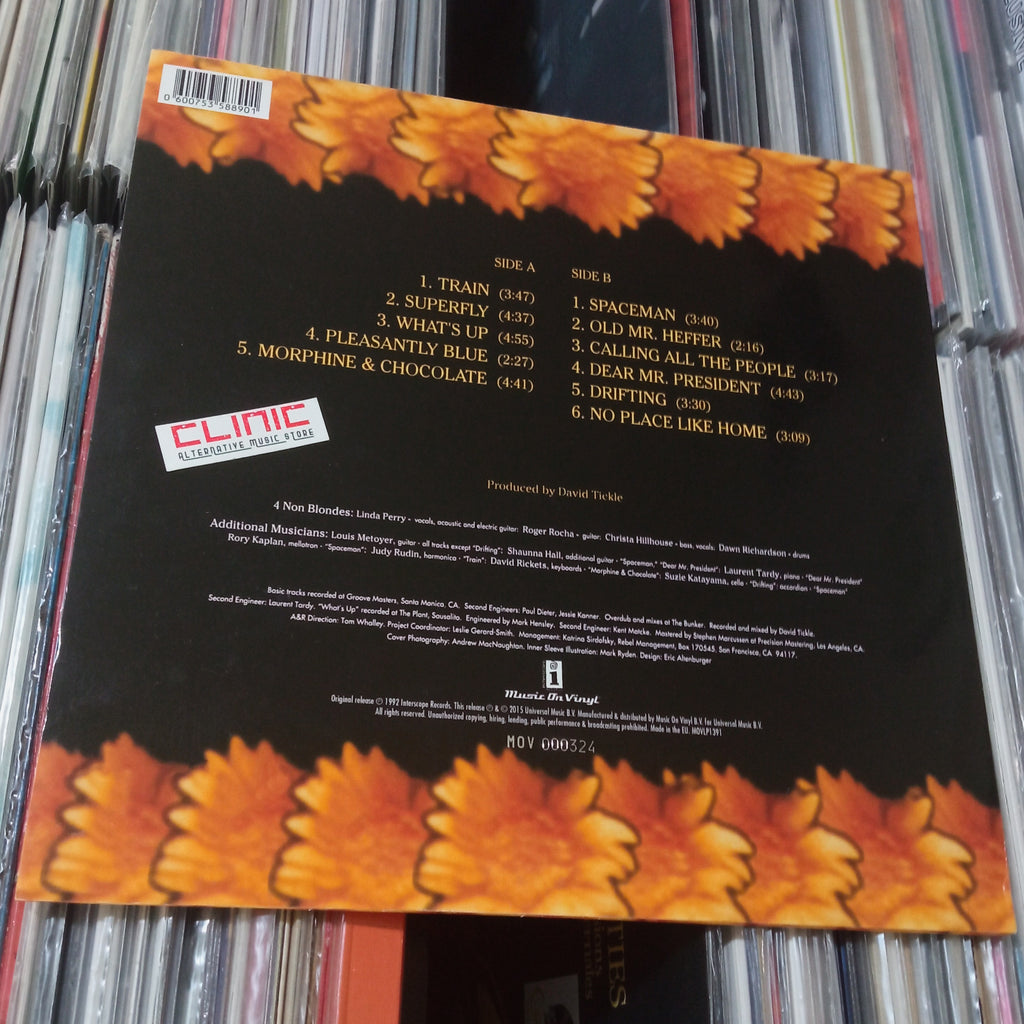 0 600753 588901
SIDE A
1. TRAIN (3:47)
2. SUPERFLY (4:37)
3. WHAT'S UP (4:55)
4. PLEASANTLY BLUE (2:27)
5. MORPHINE & CHOCOLATE (4:41)
SIDE B
1. SPACEMAN (3:40)
2. OLD MR. HEFFER (2:16)
3. CALLING ALL THE PEOPLE (3:17)
4. DEAR MR. PRESIDENT (4:43)
5. DRIFTING (3:30)
6. NO PLACE LIKE HOME (3:09)
CLINIC
ALTERNATIVE MUSIC STORE
Produced by David Tickle
4 Non Blondes: Linda Perry - vocals, acoustic and electric guitar: Roger Rocha - guitar: Christa Hillhouse - bass, vocals: Dawn Richardson - drums
Additional Musicians: Louis Metoyer, guitar - all tracks except "Drifting": Shaunna Hall, additional guitar - "Spaceman," "Dear Mr. President": Laurent Tardy, piano - "Dear Mr. President"
Rory Kaplan, mellotron - "Spaceman": Judy Rudin, harmonica - "Train": David Rickets, keyboards - "Morphine & Chocolate": Suzie Katayama, cello - "Drifting": accordian - "Spaceman"
Basic tracks recorded at Groove Masters, Santa Monica, CA. Second Engineers: Paul Dieter, Jessie Kanner. Overdub and mixes at The Bunker. Recorded and mixed by David Tickle.
Second Engineer: Laurent Tardy. "What's Up" recorded at The Plant, Sausalito. Engineered by Mark Hensley. Second Engineer: Kent Matcke. Mastered by Stephen Marcussen at Precision Mastering, Los Angeles, CA.
A&R Direction: Tom Whalley. Project Coordinator: Leslie Gerard-Smith. Management: Katrina Sirdofsky, Rebel Management, Box 170545, San Francisco, CA 94117.
Cover Photography: Andrew MacNaughtan. Inner Sleeve Illustration: Mark Ryden. Design: Eric Altenburger
i
Music On Vinyl
Original release ℗ 1992 Interscope Records. This release ℗ & © 2015 Universal Music B.V. Manufactured & distributed by Music On Vinyl B.V. for Universal Music B.V.
All rights reserved. Unauthorized copying, hiring, lending, public performance & broadcasting prohibited. Made in the EU. MOVLP1391
MOV 000324
TIES